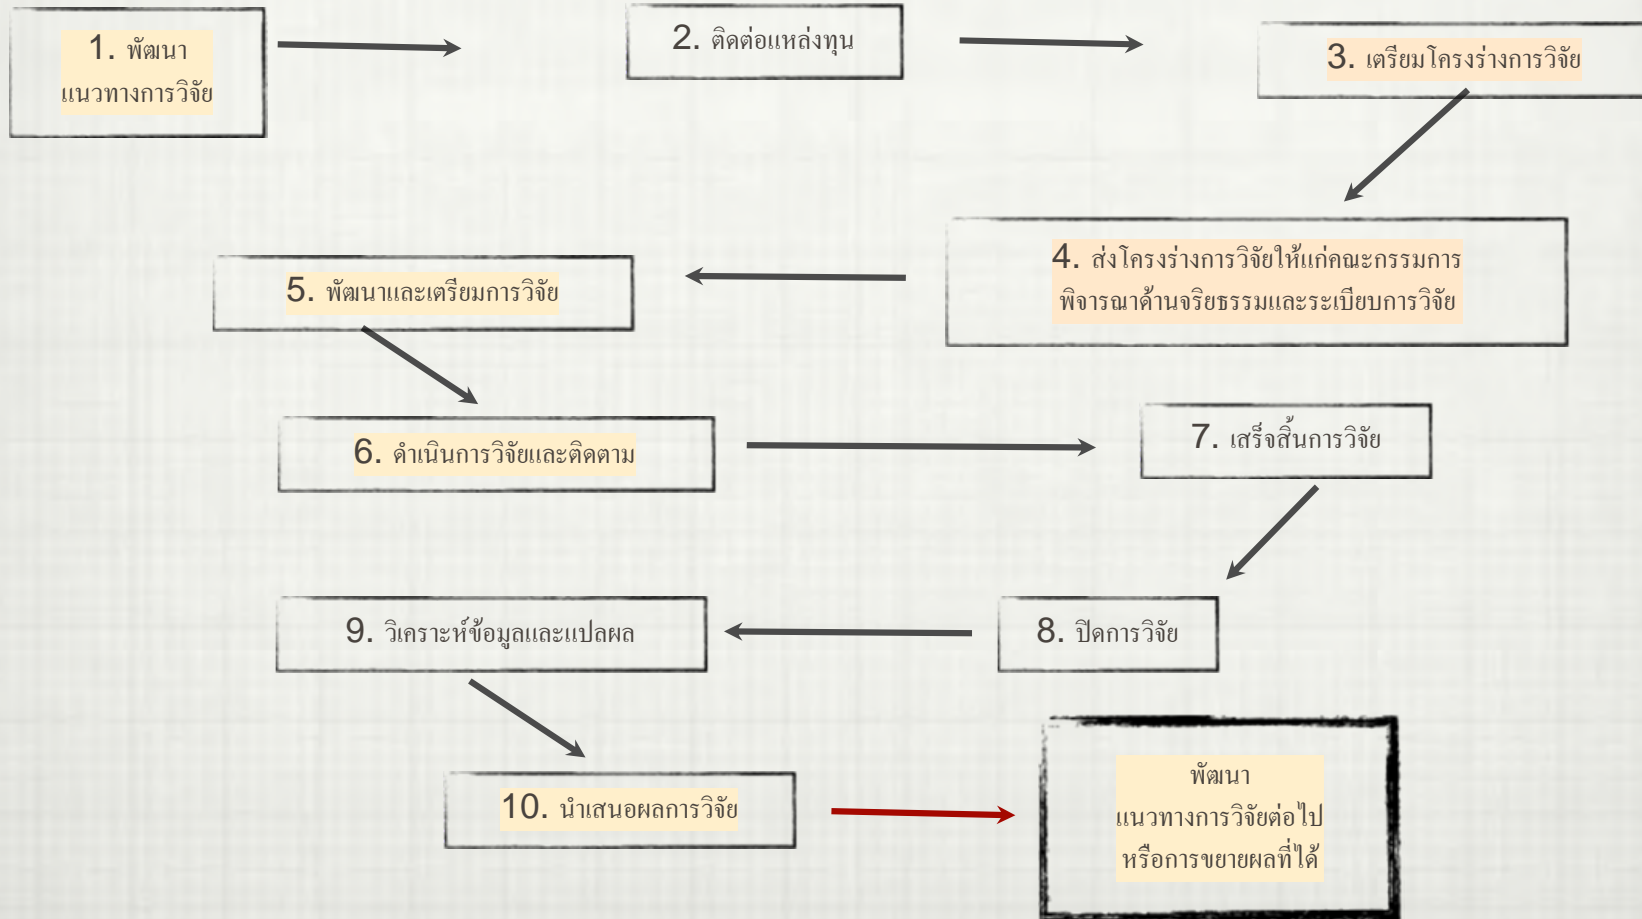 1. พัฒนา
แนวทางการวิจัย
2. ติดต่อแหล่งทุน
3. เตรียมโครงร่างการวิจัย
4. ส่งโครงร่างการวิจัยให้แก่คณะกรรมการ
พิจารณาด้านจริยธรรมและระเบียบการวิจัย
5. พัฒนาและเตรียมการวิจัย
6. ดำเนินการวิจัยและติดตาม
7. เสร็จสิ้นการวิจัย
8. ปิดการวิจัย
9. วิเคราะห์ข้อมูลและแปลผล
10. นำเสนอผลการวิจัย
พัฒนา
แนวทางการวิจัยต่อไป
หรือการขยายผลที่ได้